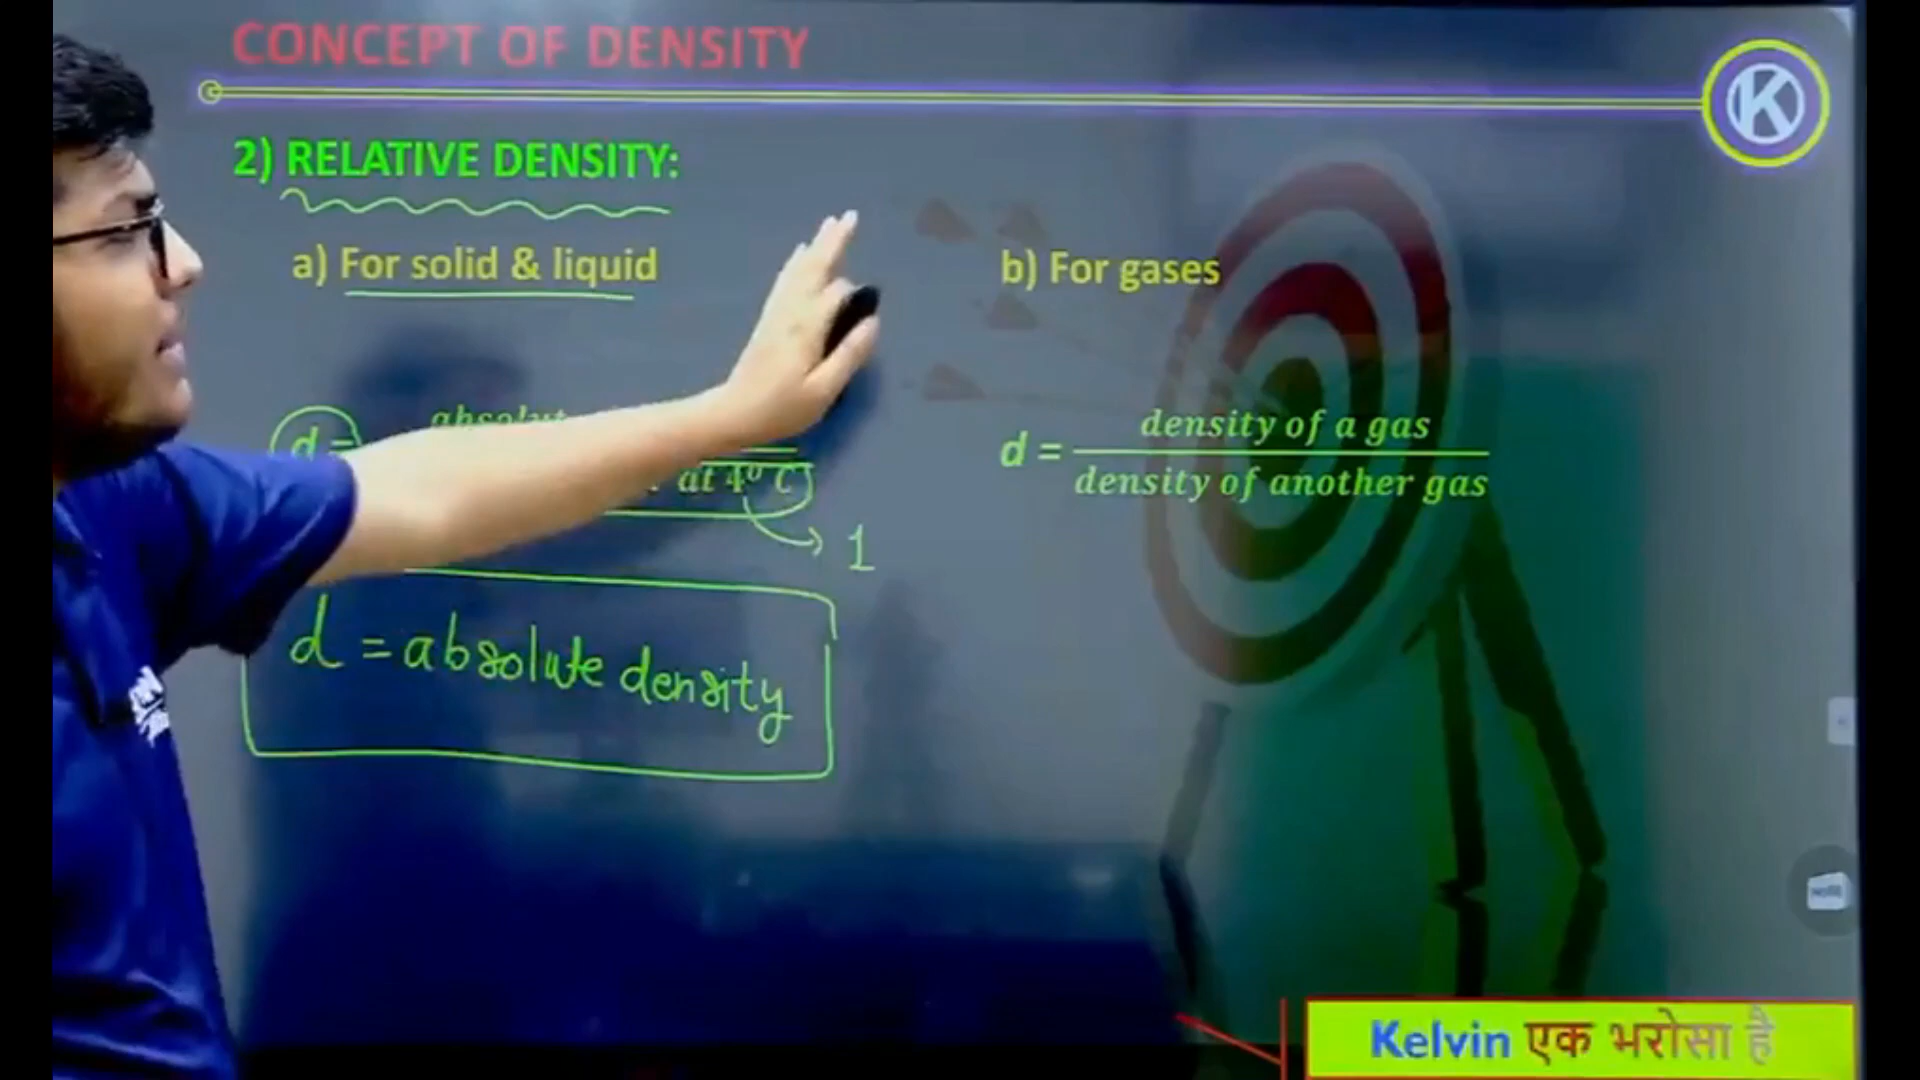 CONCEPT OF DENSITY
K
2) RELATIVE DENSITY:
a) For solid & liquid
b) For gases
d =
at 4⁰ C
1
d = absolute density
d = density of a gas
density of another gas
Kelvin एक भरोसा है